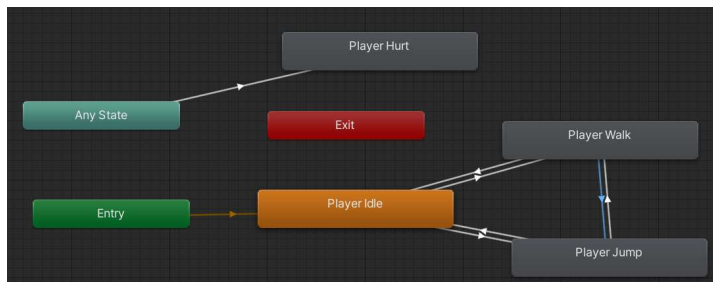 Player Hurt
Any State
Exit
Player Walk
Entry
Player Idle
Player Jump